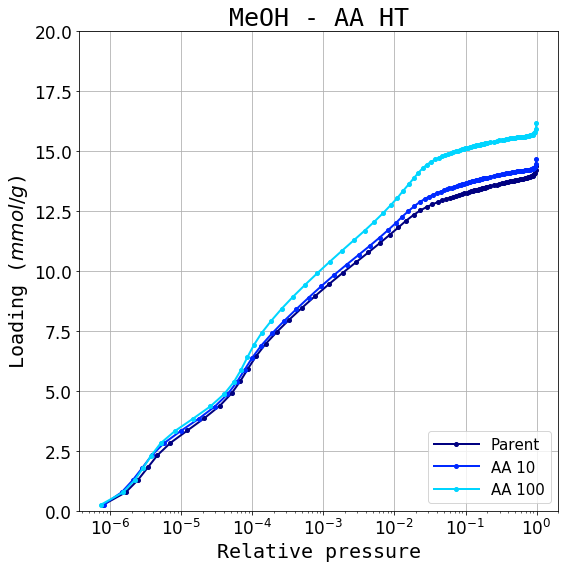 MeOH - AA HT
Loading (mmol/g)
20.0
17.5
15.0
12.5
10.0
7.5
5.0
2.5
0.0
Parent
AA 10
AA 100
10⁻⁶ 10⁻⁵ 10⁻⁴ 10⁻³ 10⁻² 10⁻¹ 10⁰
Relative pressure